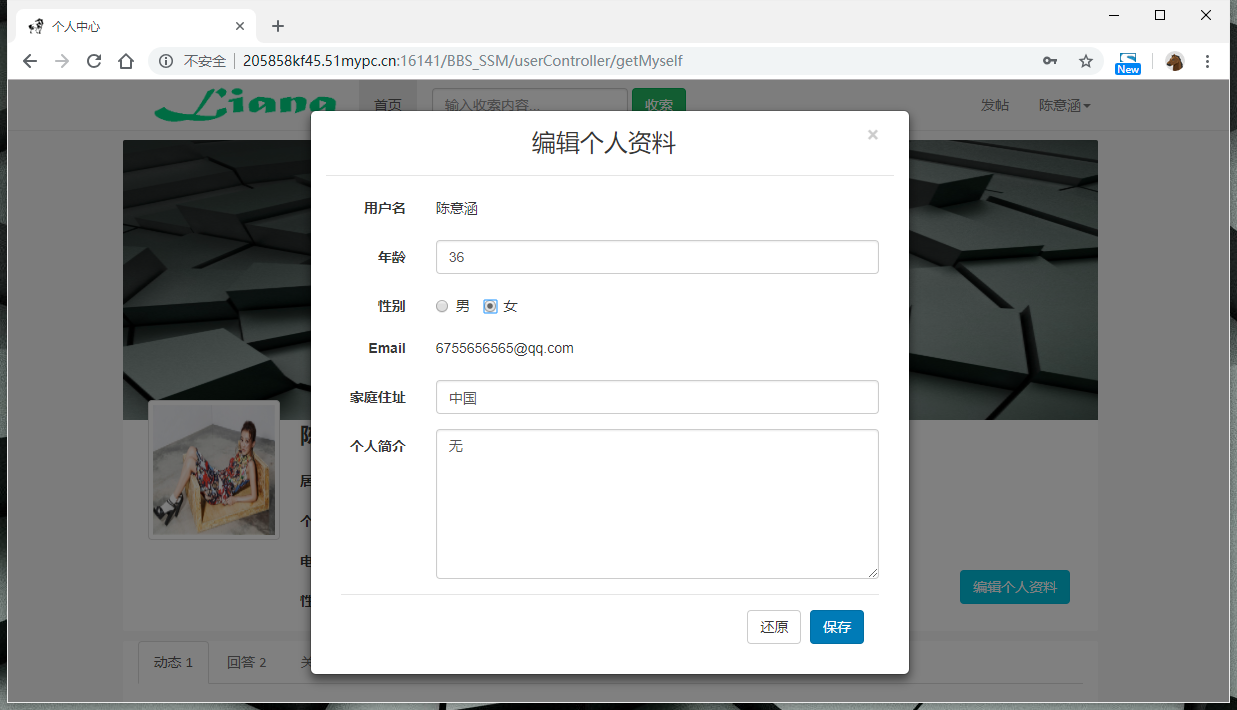 个人中心
不安全 205858kf45.51mypc.cn:16141/BBS_SSM/userController/getMyself
New
Liang 首页 输入收索内容... 收索 发帖 陈意涵
编辑个人资料 ×
用户名 陈意涵
年龄 36
性别 男 女
Email 6755656565@qq.com
家庭住址 中国
个人简介 无
编辑个人资料
还原 保存
动态 1 回答 2